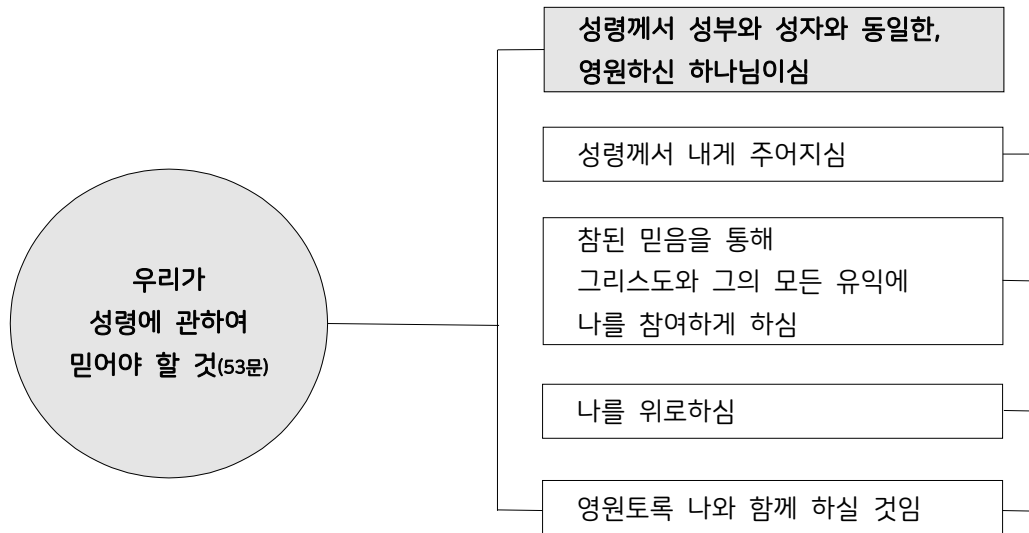 우리가
성령에 관하여
믿어야 할 것(53문)
성령께서 성부와 성자와 동일한,
영원하신 하나님이심
성령께서 내게 주어지심
참된 믿음을 통해
그리스도와 그의 모든 유익에
나를 참여하게 하심
나를 위로하심
영원토록 나와 함께 하실 것임